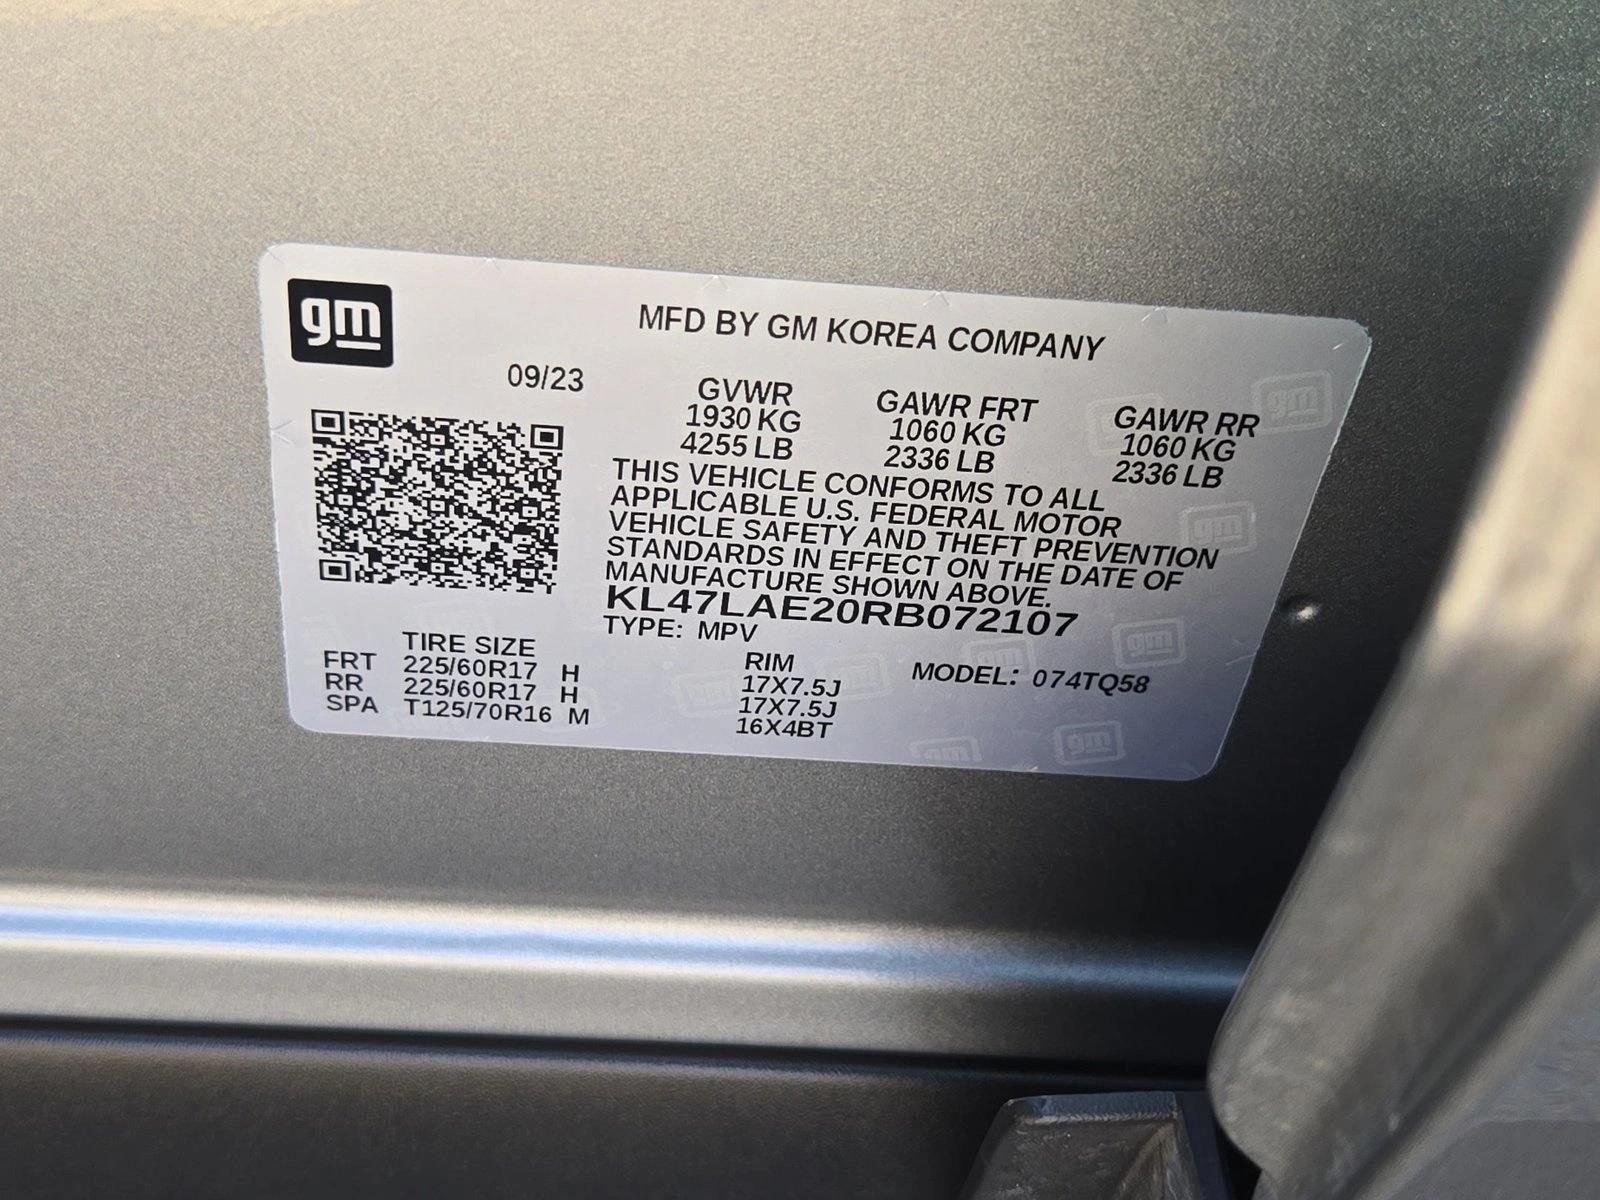 gm
MFD BY GM KOREA COMPANY
09/23
GVWR GAWR FRT GAWR RR
1930 KG 1060 KG 1060 KG
4255 LB 2336 LB 2336 LB
THIS VEHICLE CONFORMS TO ALL
APPLICABLE U.S. FEDERAL MOTOR
VEHICLE SAFETY AND THEFT PREVENTION
STANDARDS IN EFFECT ON THE DATE OF
MANUFACTURE SHOWN ABOVE.
KL47LAE20RB072107
TYPE: MPV
TIRE SIZE RIM MODEL: 074TQ58
FRT 225/60R17 H 17X7.5J
RR 225/60R17 H 17X7.5J
SPA T125/70R16 M 16X4BT